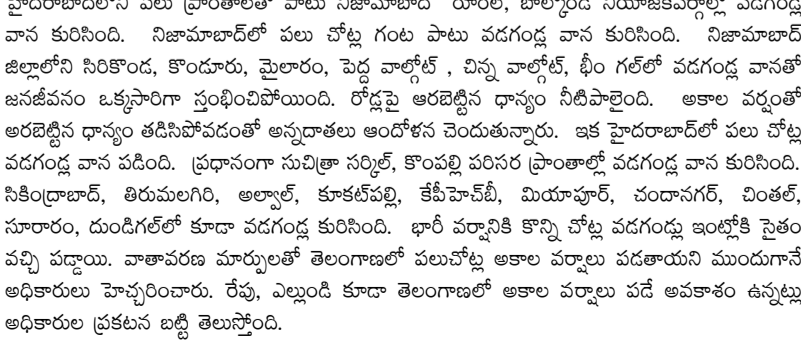 హైదరాబాద్‌లోని పలు ప్రాంతాలతో పాటు నిజామాబాద్ రూరల్, బాల్కొండ నియోజకవర్గాల్లో వడగండ్ల
వాన కురిసింది. నిజామాబాద్‌లో పలు చోట్ల గంట పాటు వడగండ్ల వాన కురిసింది. నిజామాబాద్
జిల్లాలోని సిరికొండ, కొండూరు, మైలారం, పెద్ద వాల్గోట్ , చిన్న వాల్గోట్, భీం గల్‌లో వడగండ్ల వానతో
జనజీవనం ఒక్కసారిగా స్తంభించిపోయింది. రోడ్లపై ఆరబెట్టిన ధాన్యం నీటిపాలైంది. అకాల వర్షంతో
అరబెట్టిన ధాన్యం తడిసిపోవడంతో అన్నదాతలు ఆందోళన చెందుతున్నారు. ఇక హైదరాబాద్‌లో పలు చోట్ల
వడగండ్ల వాన పడింది. ప్రధానంగా సుచిత్రా సర్కిల్, కొంపల్లి పరిసర ప్రాంతాల్లో వడగండ్ల వాన కురిసింది.
సికింద్రాబాద్, తిరుమలగిరి, అల్వాల్, కూకట్‌పల్లి, కేపీహెచ్‌బీ, మియాపూర్, చందానగర్, చింతల్,
సూరారం, దుండిగల్‌లో కూడా వడగండ్ల కురిసింది. భారీ వర్షానికి కొన్ని చోట్ల వడగండ్లు ఇంట్లోకి సైతం
వచ్చి పడ్డాయి. వాతావరణ మార్పులతో తెలంగాణలో పలుచోట్ల అకాల వర్షాలు పడతాయని ముందుగానే
అధికారులు హెచ్చరించారు. రేపు, ఎల్లుండి కూడా తెలంగాణలో అకాల వర్షాలు పడే అవకాశం ఉన్నట్లు
అధికారుల ప్రకటన బట్టి తెలుస్తోంది.